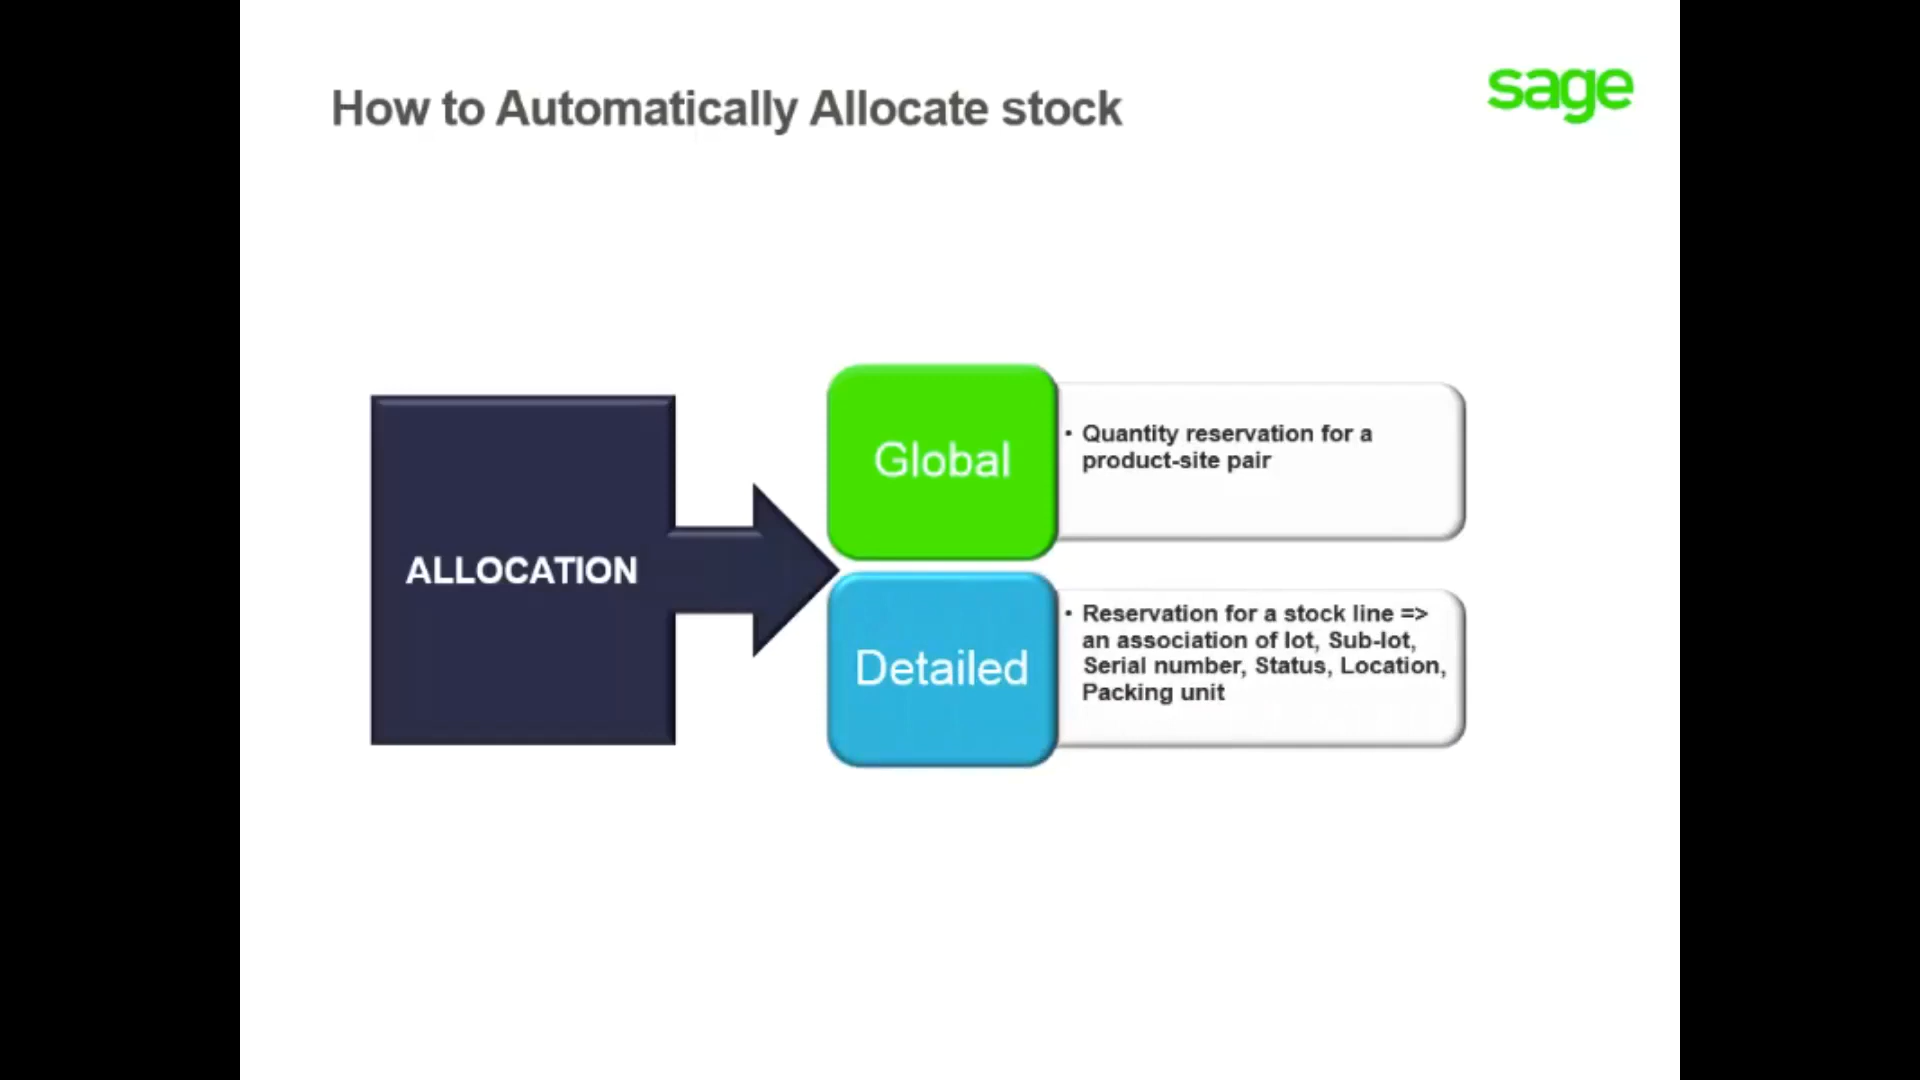 How to Automatically Allocate stock
sage
ALLOCATION
Global
• Quantity reservation for a
product-site pair
Detailed
• Reservation for a stock line =>
an association of lot, Sub-lot,
Serial number, Status, Location,
Packing unit